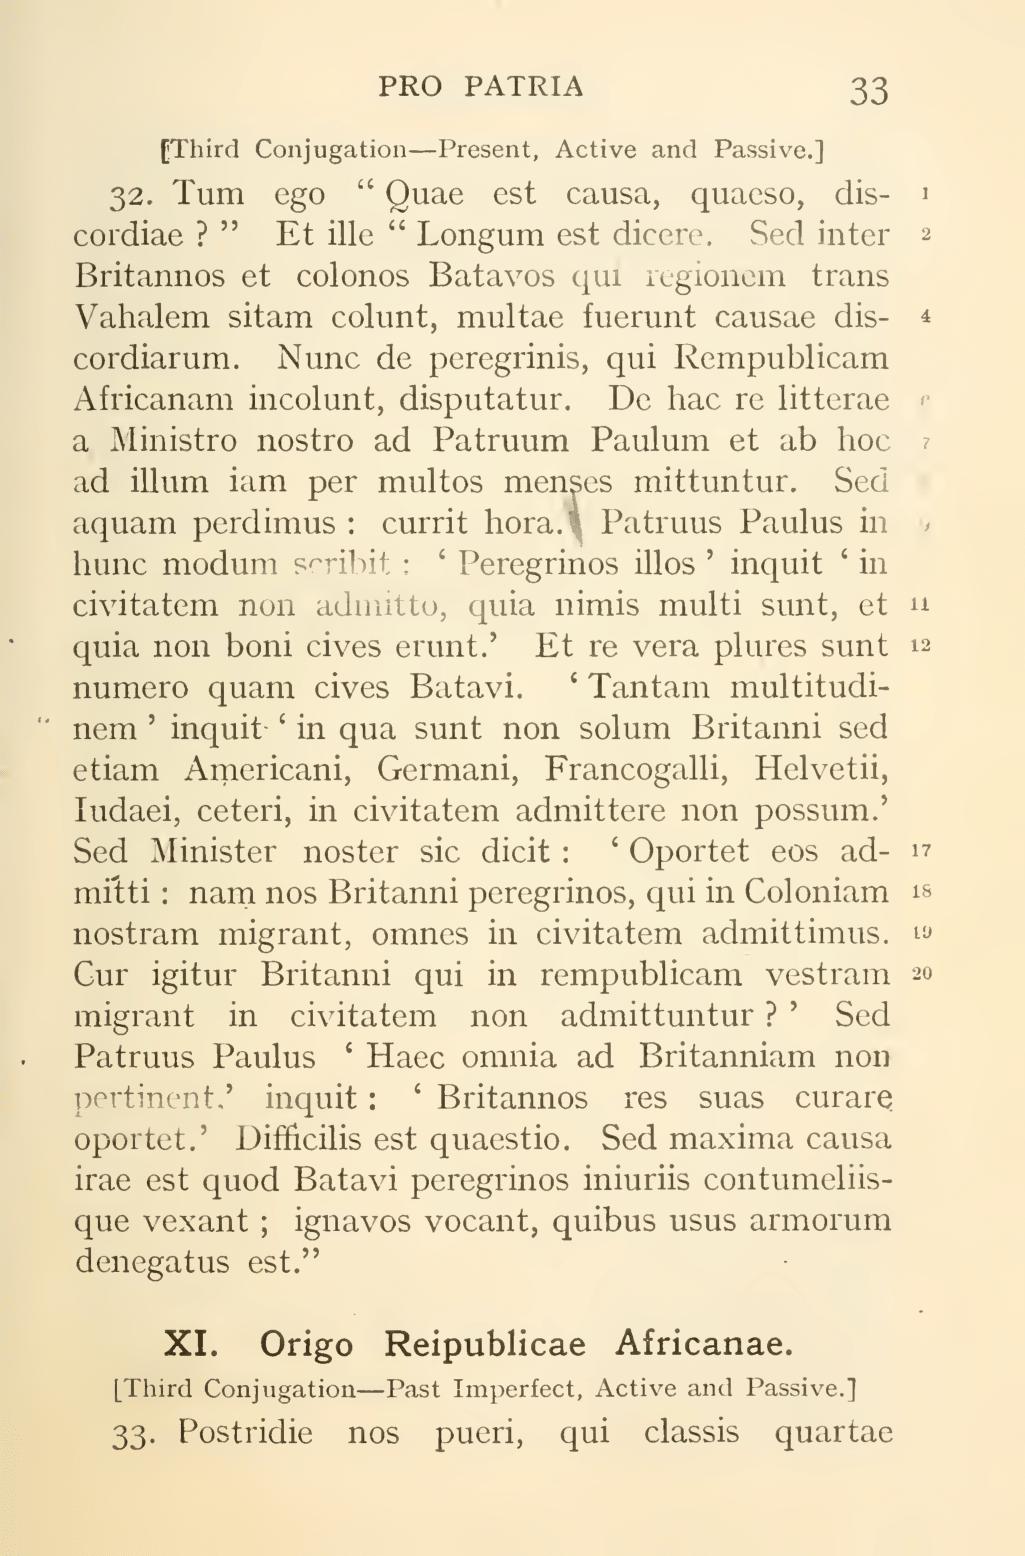 PRO PATRIA 33
[Third Conjugation—Present, Active and Passive.]
32. Tum ego “ Quae est causa, quaeso, dis- 1
cordiae ? ” Et ille “ Longum est dicere. Sed inter 2
Britannos et colonos Batavos qui regionem trans
Vahalem sitam colunt, multae fuerunt causae dis- 4
cordiarum. Nunc de peregrinis, qui Rempublicam
Africanam incolunt, disputatur. De hac re litterae
a Ministro nostro ad Patruum Paulum et ab hoc 7
ad illum iam per multos menses mittuntur. Sed
aquam perdimus : currit hora. Patruus Paulus in
hunc modum scribit : ‘ Peregrinos illos ’ inquit ‘ in
civitatem non admitto, quia nimis multi sunt, et 11
quia non boni cives erunt.’ Et re vera plures sunt 12
numero quam cives Batavi. ‘ Tantam multitudi-
nem ’ inquit ‘ in qua sunt non solum Britanni sed
etiam Americani, Germani, Francogalli, Helvetii,
Iudaei, ceteri, in civitatem admittere non possum.’
Sed Minister noster sic dicit : ‘ Oportet eos ad- 17
mitti : nam nos Britanni peregrinos, qui in Coloniam 18
nostram migrant, omnes in civitatem admittimus. 19
Cur igitur Britanni qui in rempublicam vestram 20
migrant in civitatem non admittuntur ? ’ Sed
Patruus Paulus ‘ Haec omnia ad Britanniam non
pertinent,’ inquit : ‘ Britannos res suas curare
oportet.’ Difficilis est quaestio. Sed maxima causa
irae est quod Batavi peregrinos iniuriis contumeliis-
que vexant ; ignavos vocant, quibus usus armorum
denegatus est.”
XI. Origo Reipublicae Africanae.
[Third Conjugation—Past Imperfect, Active and Passive.]
33. Postridie nos pueri, qui classis quartae